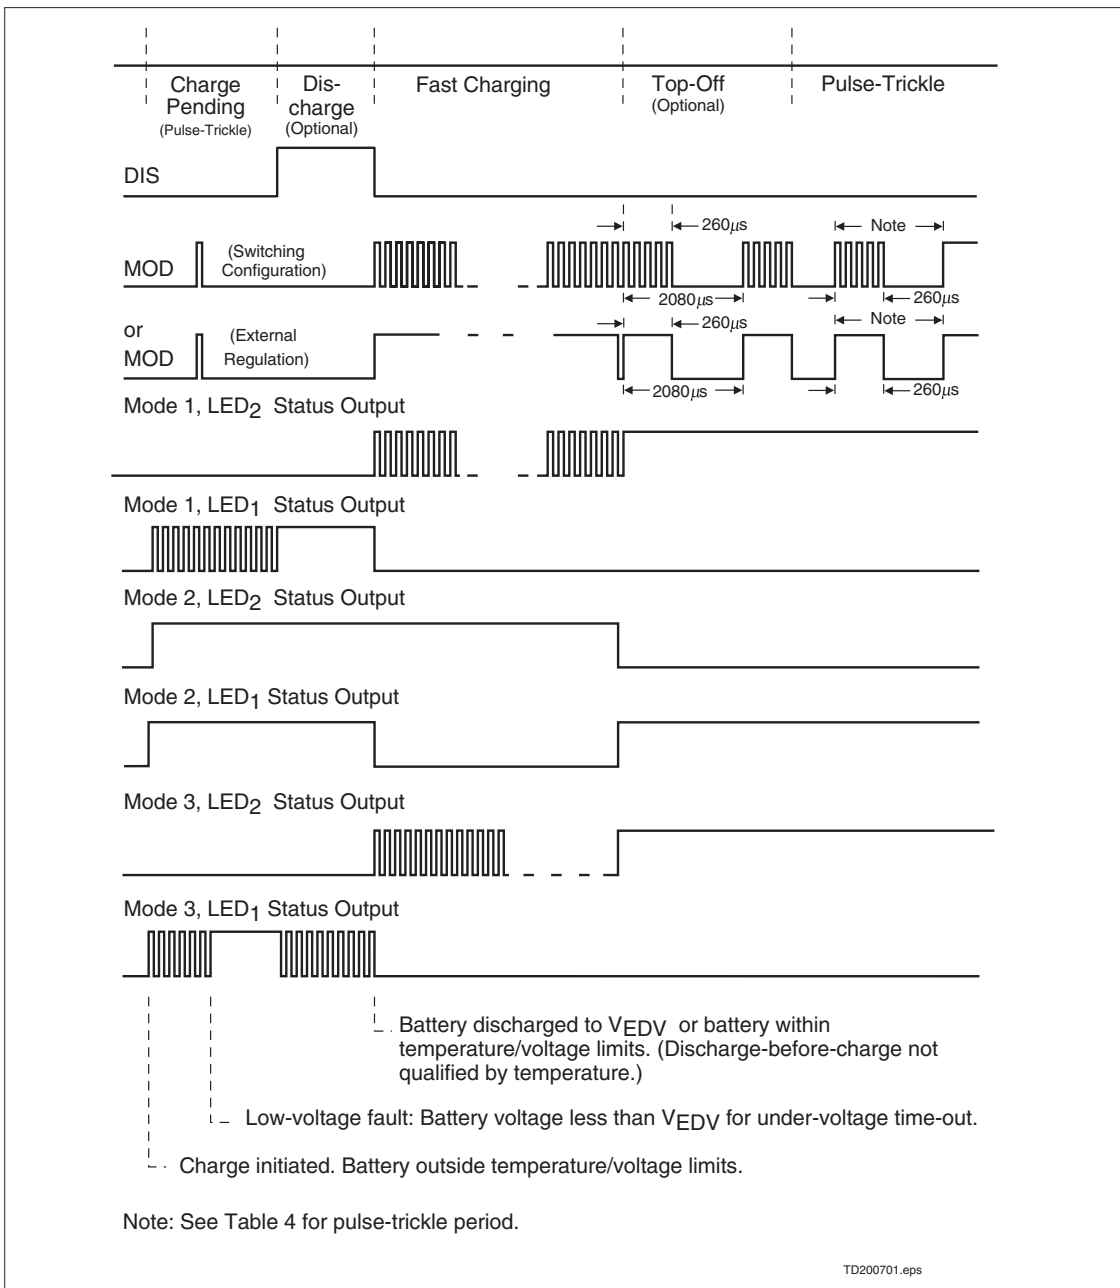 Charge
Pending
(Pulse-Trickle)
Dis-
charge
(Optional)
Fast Charging
Top-Off
(Optional)
Pulse-Trickle
DIS
260µs
Note
MOD
(Switching
Configuration)
2080µs
260µs
or
MOD
(External
Regulation)
260µs
Note
2080µs
260µs
Mode 1, LED2 Status Output
Mode 1, LED1 Status Output
Mode 2, LED2 Status Output
Mode 2, LED1 Status Output
Mode 3, LED2 Status Output
Mode 3, LED1 Status Output
Battery discharged to VEDV or battery within
temperature/voltage limits. (Discharge-before-charge not
qualified by temperature.)
Low-voltage fault: Battery voltage less than VEDV for under-voltage time-out.
Charge initiated. Battery outside temperature/voltage limits.
Note: See Table 4 for pulse-trickle period.
TD200701.eps